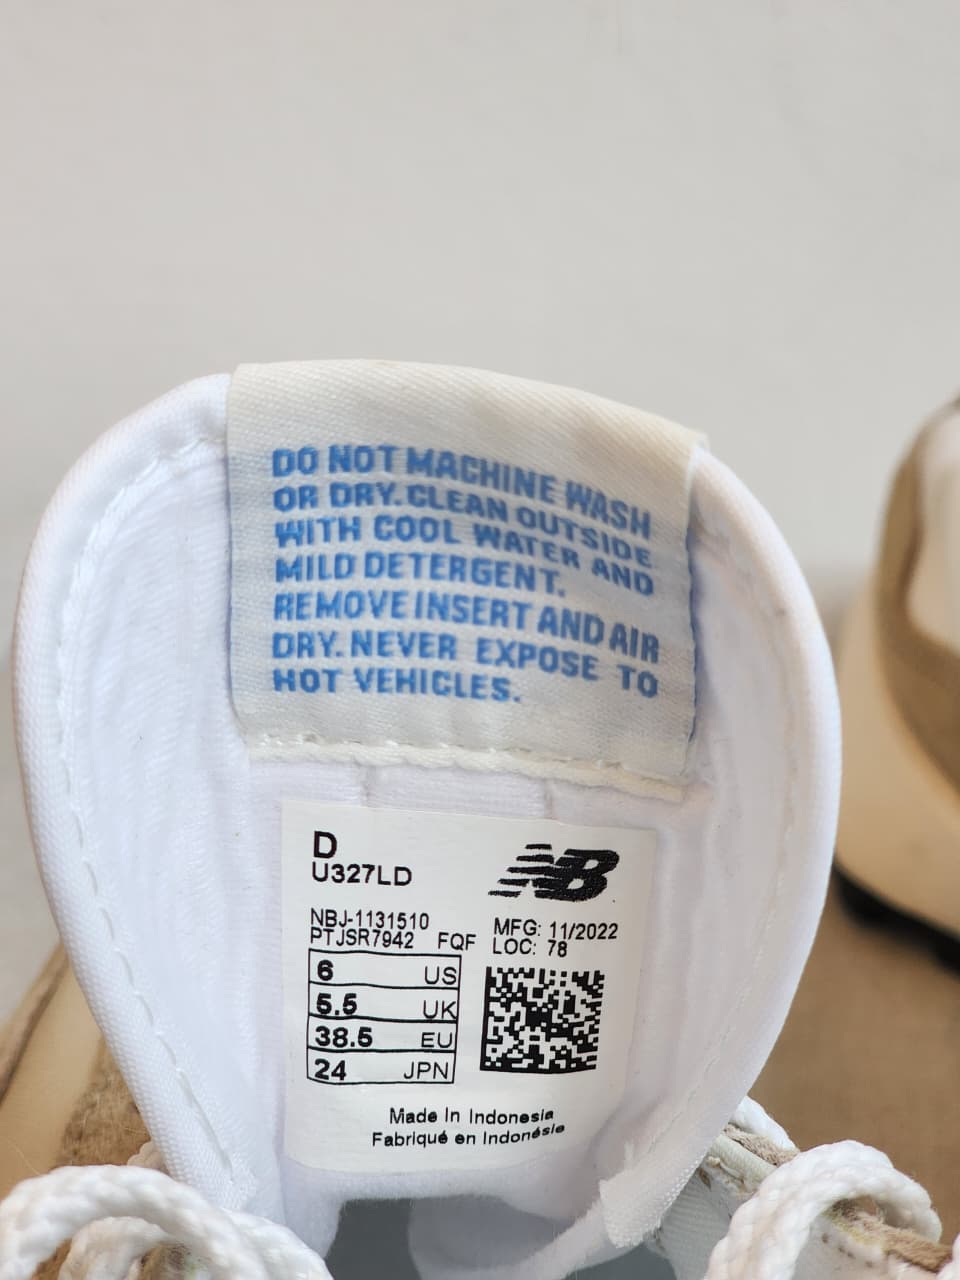 DO NOT MACHINE WASH
OR DRY. CLEAN OUTSIDE
WITH COOL WATER AND
MILD DETERGENT.
REMOVE INSERT AND AIR
DRY. NEVER EXPOSE TO
HOT VEHICLES.
D
U327LD
NB
NBJ-1131510
PTJSR7942 FQF
MFG: 11/2022
LOC: 78
6 US
5.5 UK
38.5 EU
24 JPN
Made In Indonesia
Fabriqué en Indonésie